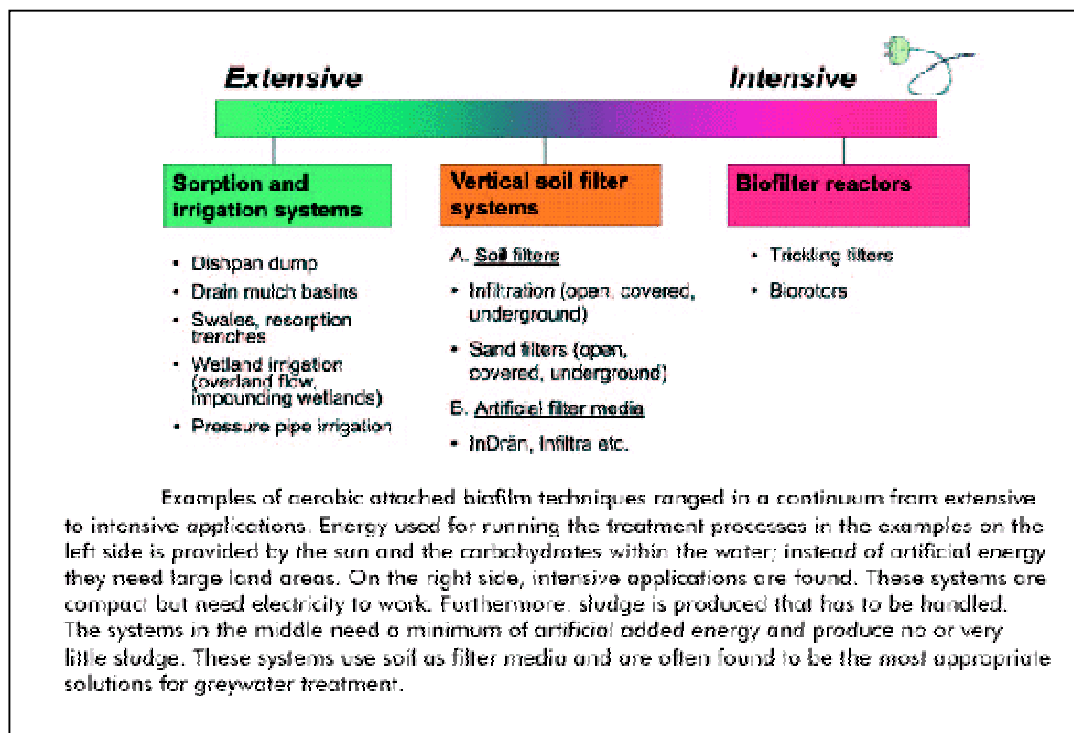 Extensive
Intensive
Sorption and
irrigation systems
Vertical soil filter
systems
Biofilter reactors
• Dishpan dump
• Drain mulch basins
• Swales, resorption
trenches
• Wetland irrigation
(overland flow,
impounding wetlands)
• Pressure pipe irrigation
A. Soil filters
• Infiltration (open, covered,
underground)
• Sand filters (open,
covered, underground)
B. Artificial filter media
• InDrän, Infiltra etc.
• Trickling filters
• Biorotors
Examples of aerobic attached biofilm techniques ranged in a continuum from extensive
to intensive applications. Energy used for running the treatment processes in the examples on the
left side is provided by the sun and the carbohydrates within the water; instead of artificial energy
they need large land areas. On the right side, intensive applications are found. These systems are
compact but need electricity to work. Furthermore, sludge is produced that has to be handled.
The systems in the middle need a minimum of artificial added energy and produce no or very
little sludge. These systems use soil as filter media and are often found to be the most appropriate
solutions for greywater treatment.